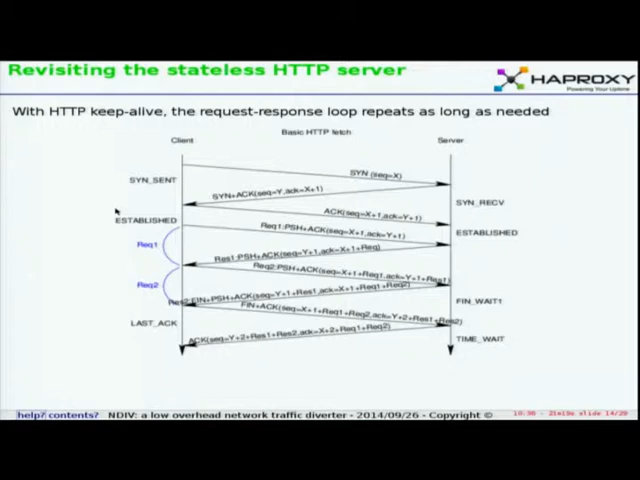 Revisiting the stateless HTTP server
HAPROXY
Powering Your Uptime
With HTTP keep-alive, the request-response loop repeats as long as needed
Basic HTTP fetch
Client
Server
SYN (seq=X)
SYN_SENT
SYN+ACK(seq=Y,ack=X+1)
SYN_RECV
ACK(seq=X+1,ack=Y+1)
ESTABLISHED
Req1:PSH+ACK(seq=X+1,ack=Y+1)
ESTABLISHED
Req1
Res1:PSH+ACK(seq=Y+1,ack=X+1+Req)
Req2:PSH+ACK(seq=X+1+Req1,ack=Y+1+Res1)
Req2
Res2:FIN+PSH+ACK(seq=Y+1+Res1,ack=X+1+Req1+Req2)
FIN_WAIT1
FIN+ACK(seq=X+1+Req1+Req2,ack=Y+2+Res1+Res2)
LAST_ACK
ACK(seq=Y+2+Res1+Res2,ack=X+2+Req1+Req2)
TIME_WAIT
help? contents? NDIV: a low overhead network traffic diverter - 2014/09/26 - Copyright ©
slide 14/29